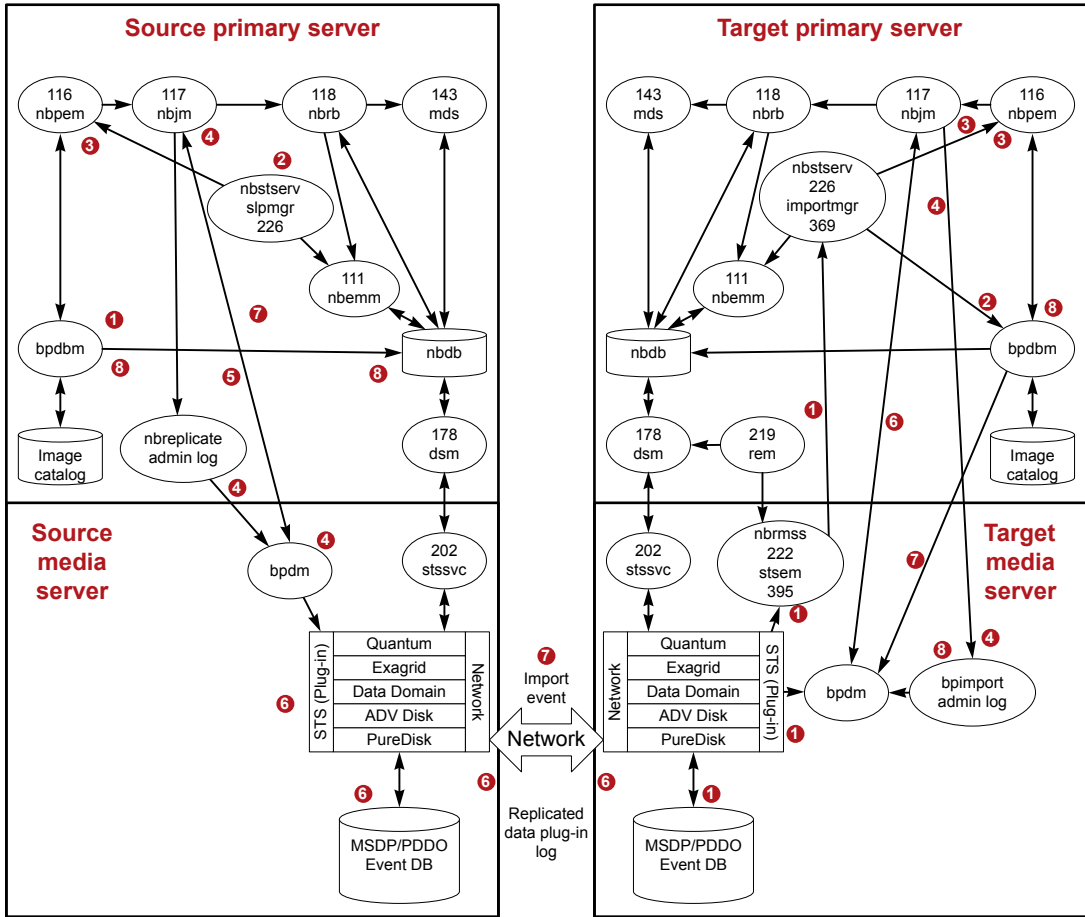 Source primary server
116
nbpem
117
nbjm
118
nbrb
143
mds
3
4
2
nbstserv
slpmgr
226
111
nbemm
1
7
bpdbm
8
5
8
nbdb
Image
catalog
nbreplicate
admin log
178
dsm
4
Source
media
server
4
bpdm
202
stssvc
STS (Plug-in)
Quantum
Exagrid
Data Domain
ADV Disk
PureDisk
Network
6
6
6
MSDP/PDDO
Event DB
7
Import
event
Network
Replicated
data plug-in
log
Target primary server
143
mds
118
nbrb
117
nbjm
116
nbpem
3
3
nbstserv
226
importmgr
369
4
111
nbemm
2
8
nbdb
bpdbm
1
6
178
dsm
219
rem
Image
catalog
Target
media
server
202
stssvc
nbrmss
222
stsem
395
7
1
4
8
Network
Quantum
Exagrid
Data Domain
ADV Disk
PureDisk
STS (Plug-in)
bpdm
bpimport
admin log
1
6
1
MSDP/PDDO
Event DB